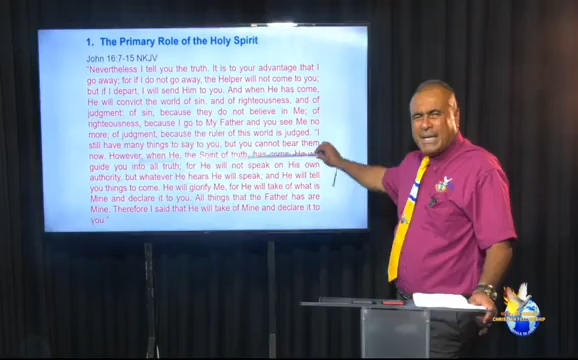 1. The Primary Role of the Holy Spirit
John 16:7-15 NKJV
"Nevertheless I tell you the truth. It is to your advantage that I
go away; for if I do not go away, the Helper will not come to you;
but if I depart, I will send Him to you. And when He has come,
He will convict the world of sin, and of righteousness, and of
judgment: of sin, because they do not believe in Me; of
righteousness, because I go to My Father and you see Me no
more; of judgment, because the ruler of this world is judged. "I
still have many things to say to you, but you cannot bear them
now. However, when He, the Spirit of truth, has come, He will
guide you into all truth; for He will not speak on His own
authority, but whatever He hears He will speak; and He will tell
you things to come. He will glorify Me, for He will take of what is
Mine and declare it to you. All things that the Father has are
Mine. Therefore I said that He will take of Mine and declare it to
you."
CHRISTIAN FELLOWSHIP